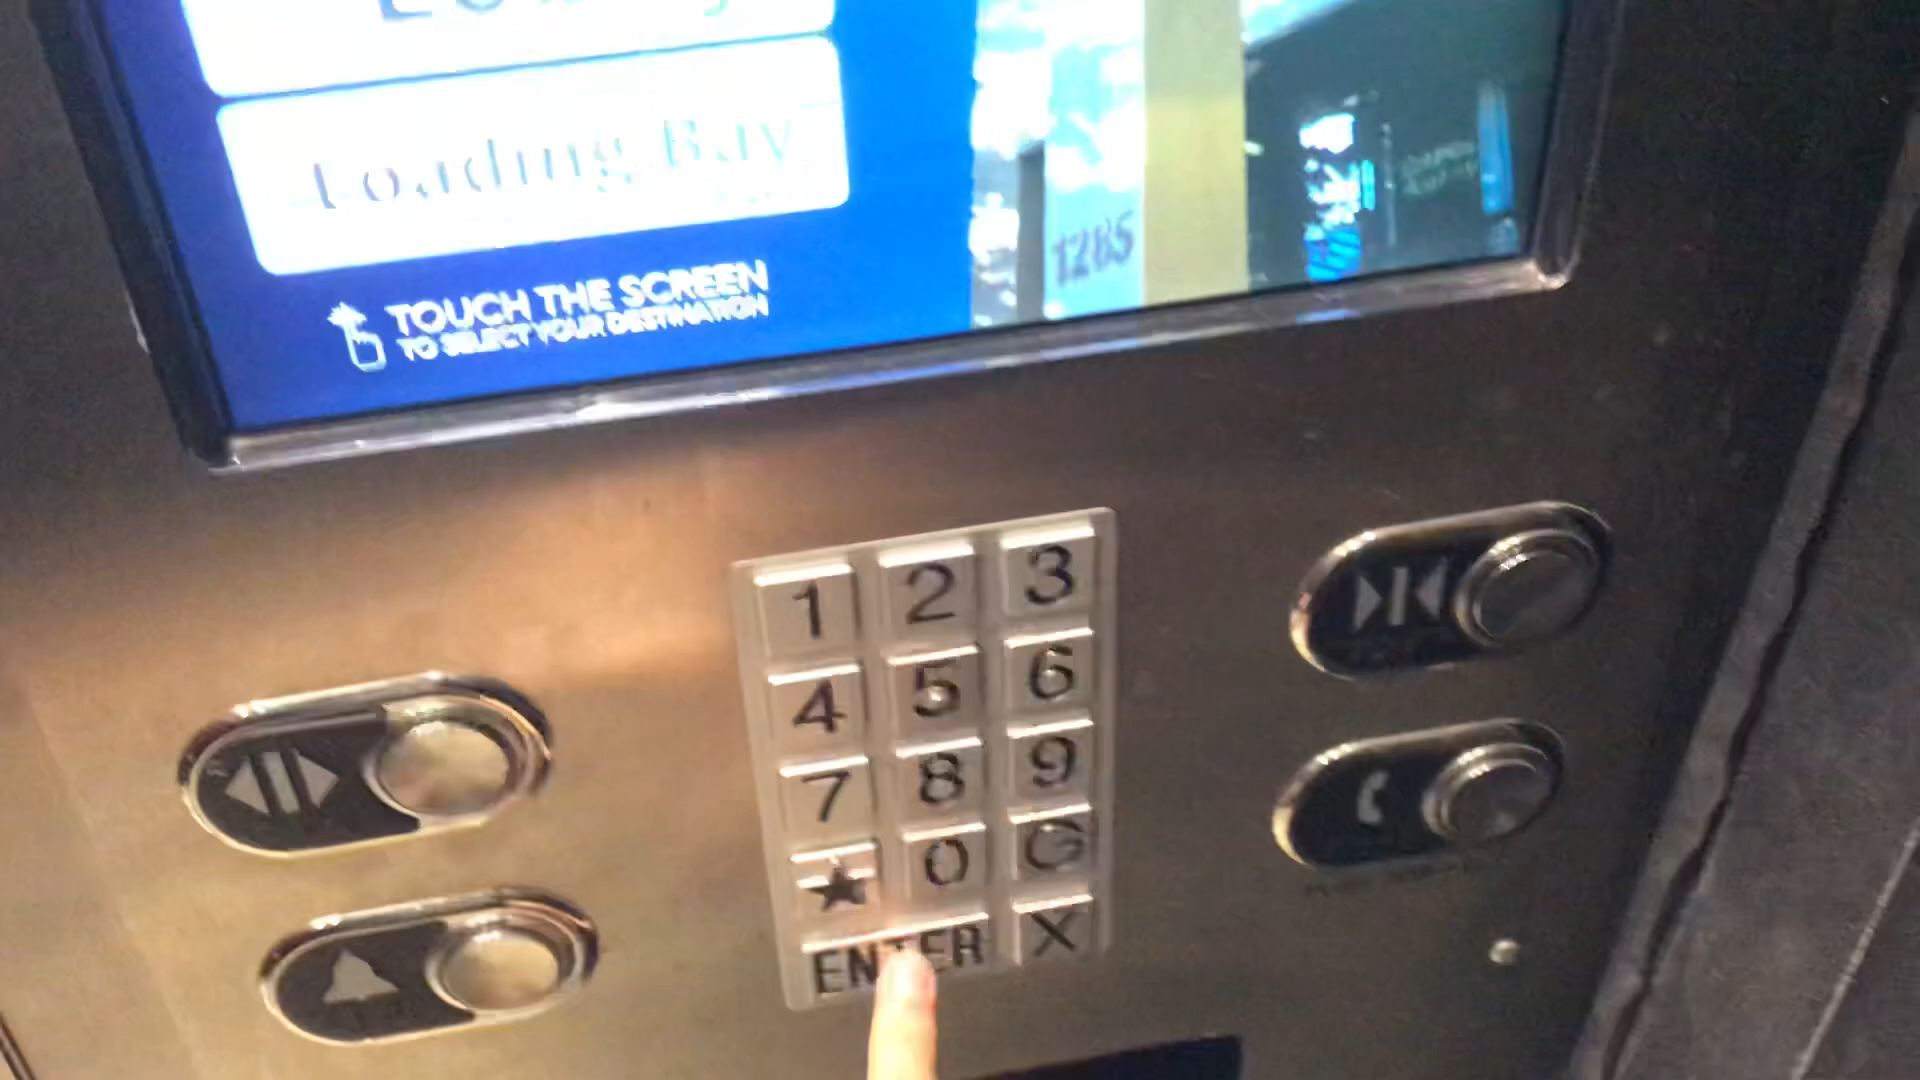 Loading Bay
TOUCH THE SCREEN
TO SELECT YOUR DESTINATION
1285
1 2 3
4 5 6
7 8 9
★ 0 G
ENTER X